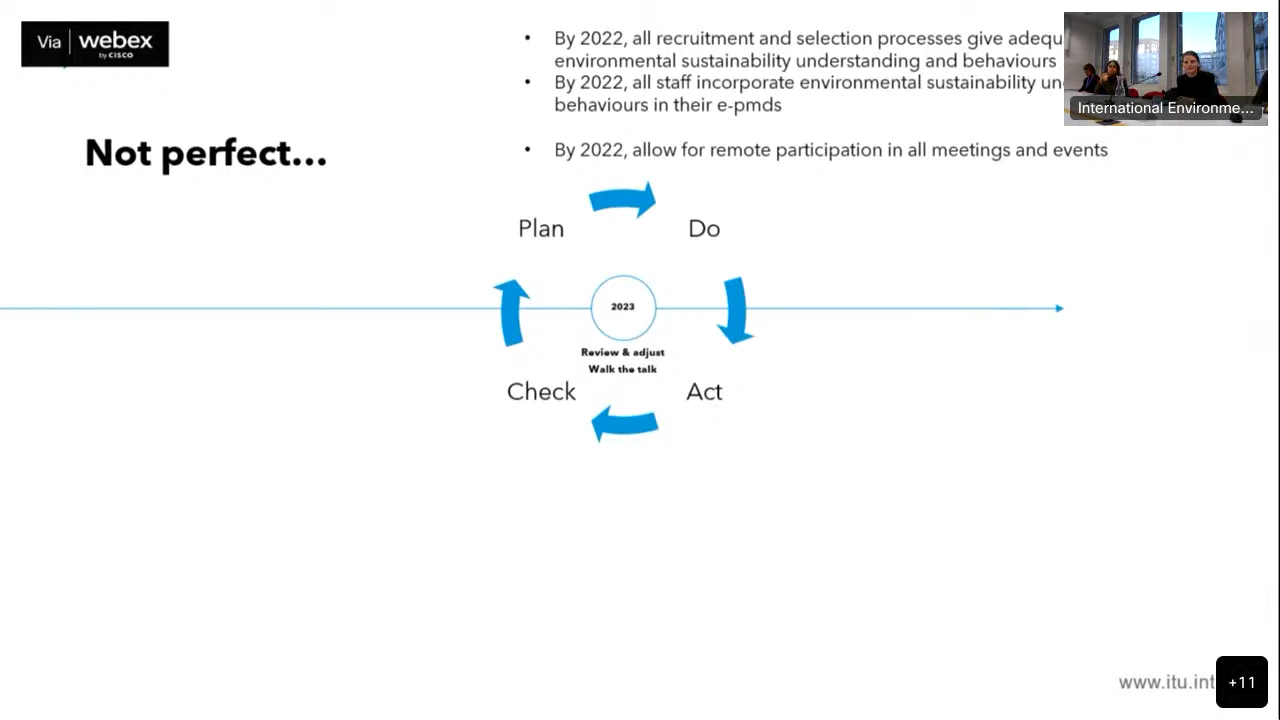 Via webex
by CISCO
• By 2022, all recruitment and selection processes give
environmental sustainability understanding and behaviours
• By 2022, all staff incorporate environmental sustainability
behaviours in their e-pmds
International Environme...
Not perfect...
• By 2022, allow for remote participation in all meetings and events
Plan
Do
2023
Review & adjust
Walk the talk
Check
Act
www.itu.int
+11